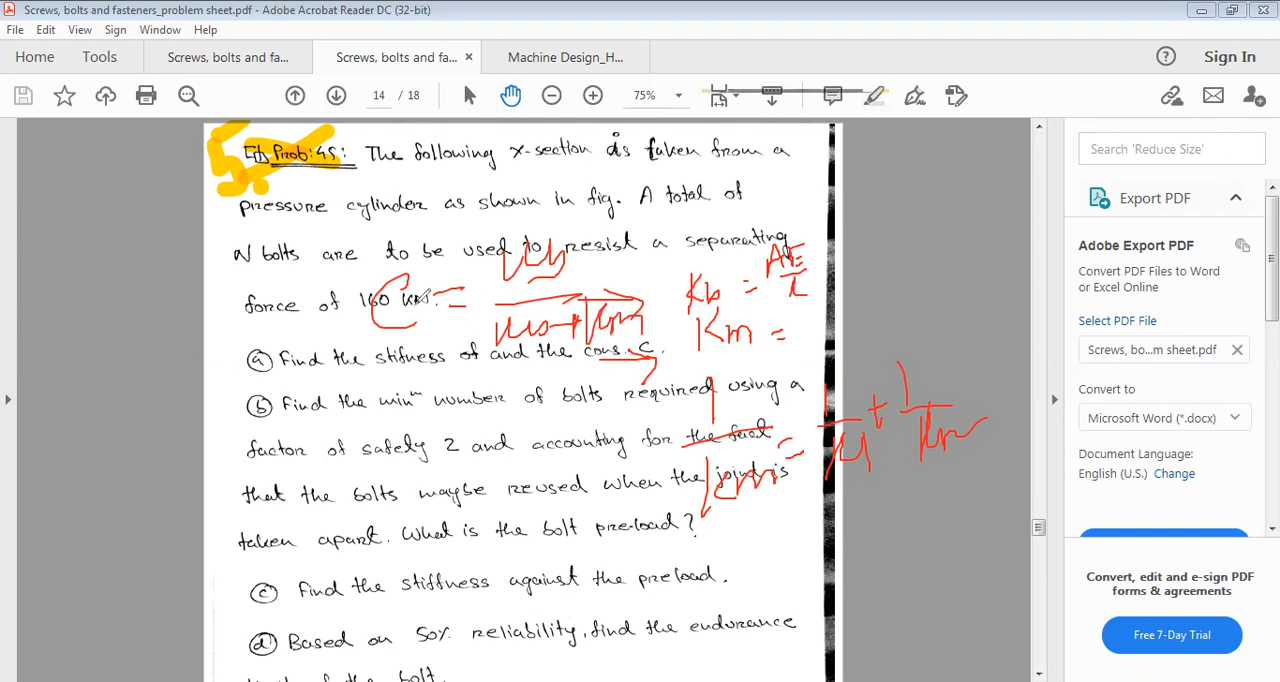 Screws, bolts and fasteners_problem sheet.pdf - Adobe Acrobat Reader DC (32-bit)
File Edit View Sign Window Help
Home Tools Screws, bolts and fa... Screws, bolts and fa... × Machine Design_H... Sign In
14 / 18 75%
Prob: 45: The following x-section is taken from a
pressure cylinder as shown in fig. A total of
N bolts are to be used to resist a separating
force of 160
C =
Kb = AE/L
Km =
(a) Find the stifness of and the cons. C.
(b) Find the minm number of bolts required using a
factor of safety 2 and accounting for the fact
that the bolts maybe reused when the joint is
taken apart. What is the bolt pre-load?
(c) Find the stiffness against the preload.
(d) Based on 50% reliability, find the endurance
of the bolt.
Search 'Reduce Size'
Export PDF
Adobe Export PDF
Convert PDF Files to Word
or Excel Online
Select PDF File
Screws, bo...m sheet.pdf ×
Convert to
Microsoft Word (*.docx)
Document Language:
English (U.S.) Change
Convert, edit and e-sign PDF
forms & agreements
Free 7-Day Trial